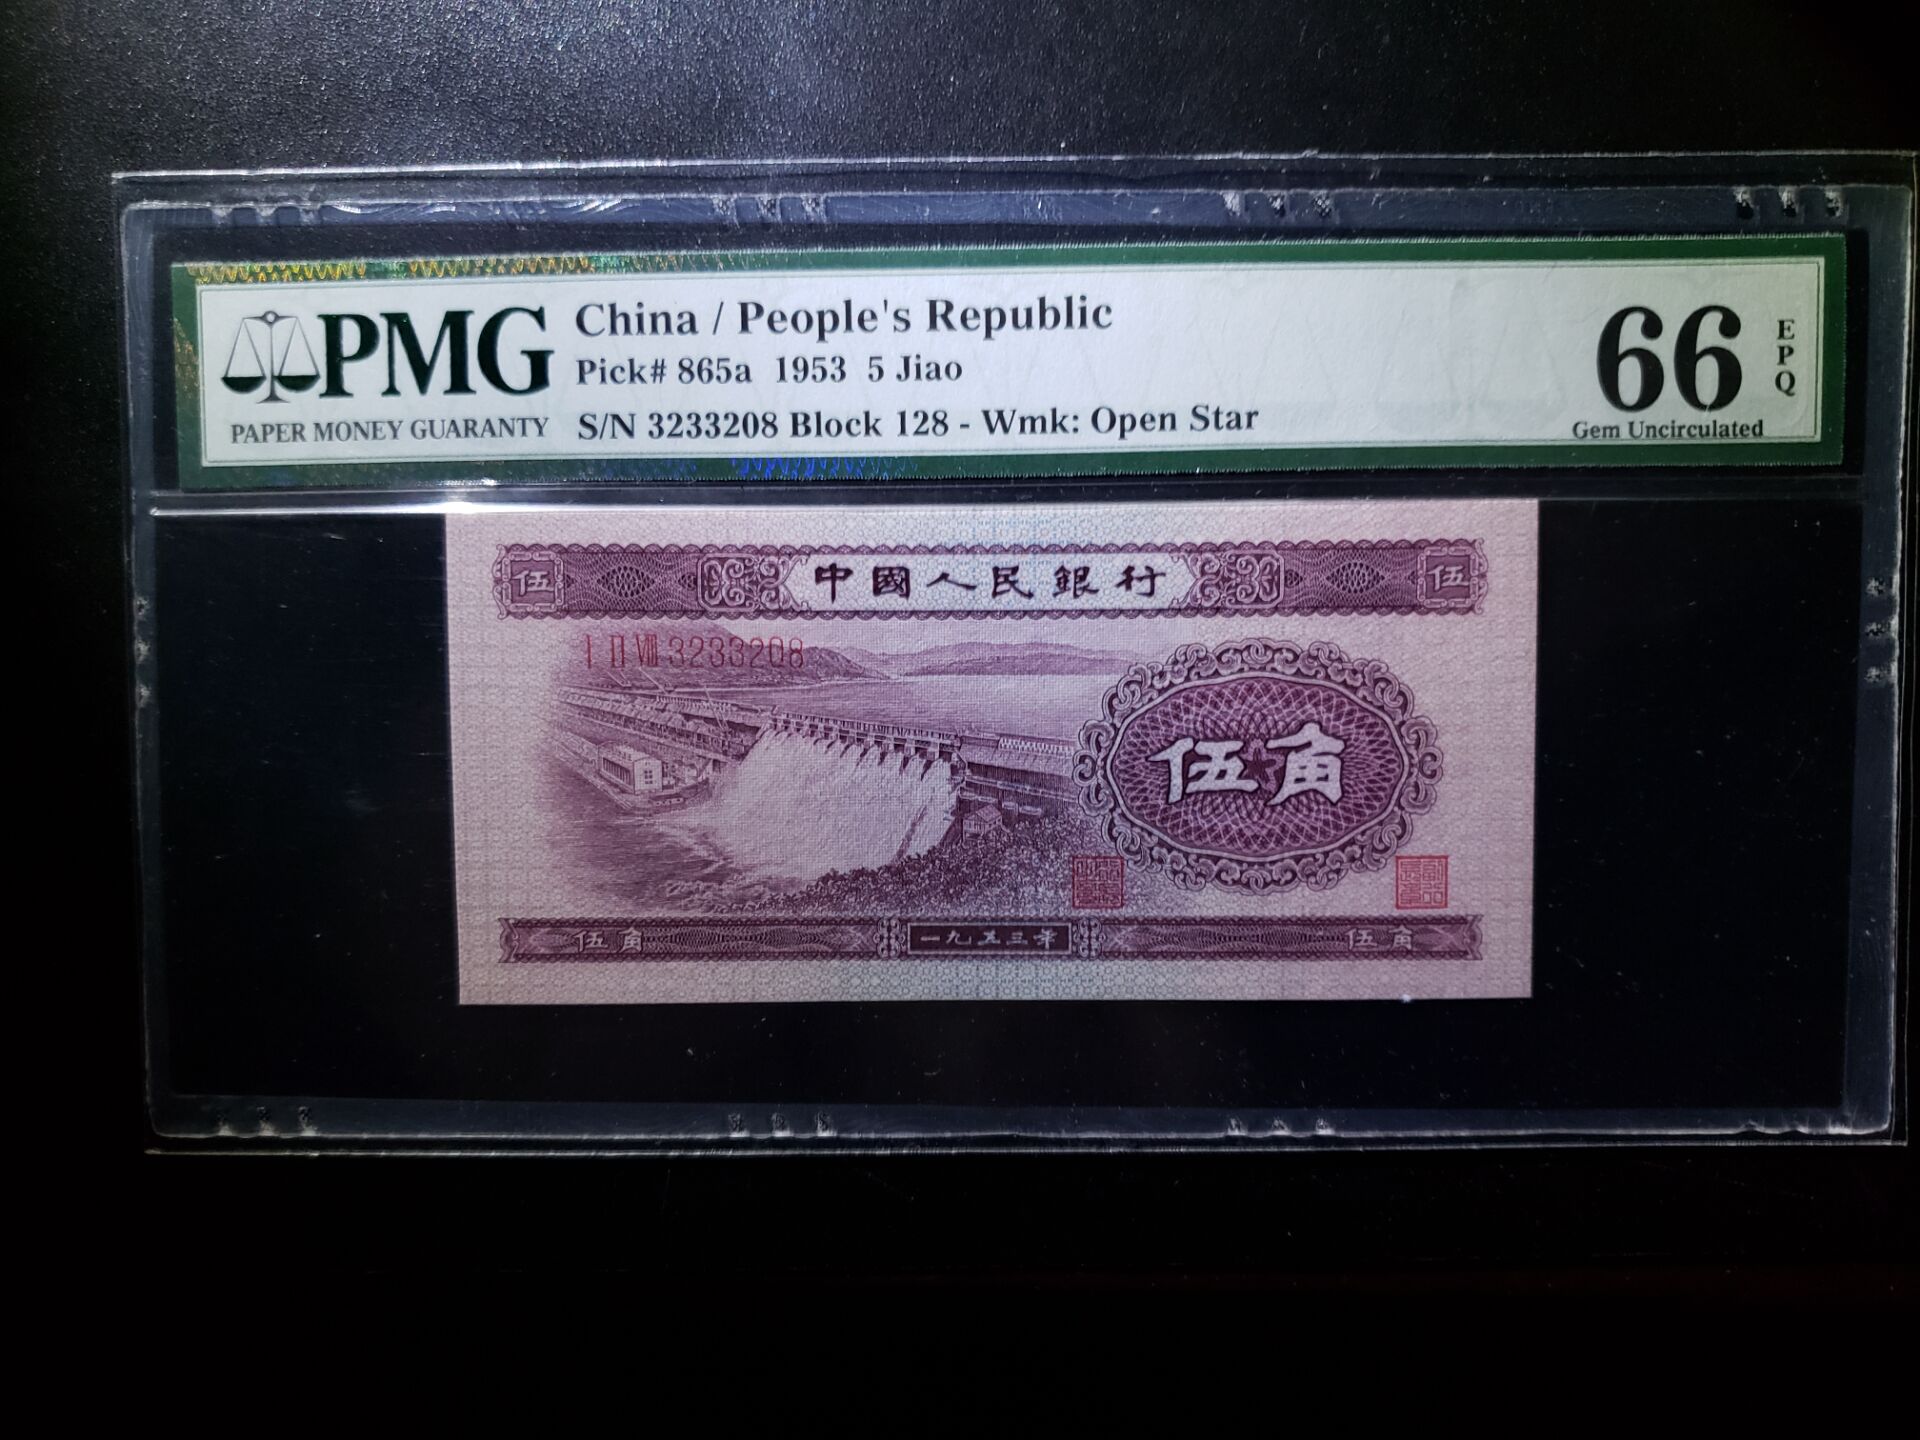 PMG
PAPER MONEY GUARANTY
China / People's Republic
Pick# 865a 1953 5 Jiao
S/N 3233208 Block 128 - Wmk: Open Star
66 EPQ
Gem Uncirculated
伍 中國人民銀行 伍
I II VIII 3233208
伍角
伍角 一九五三年 伍角